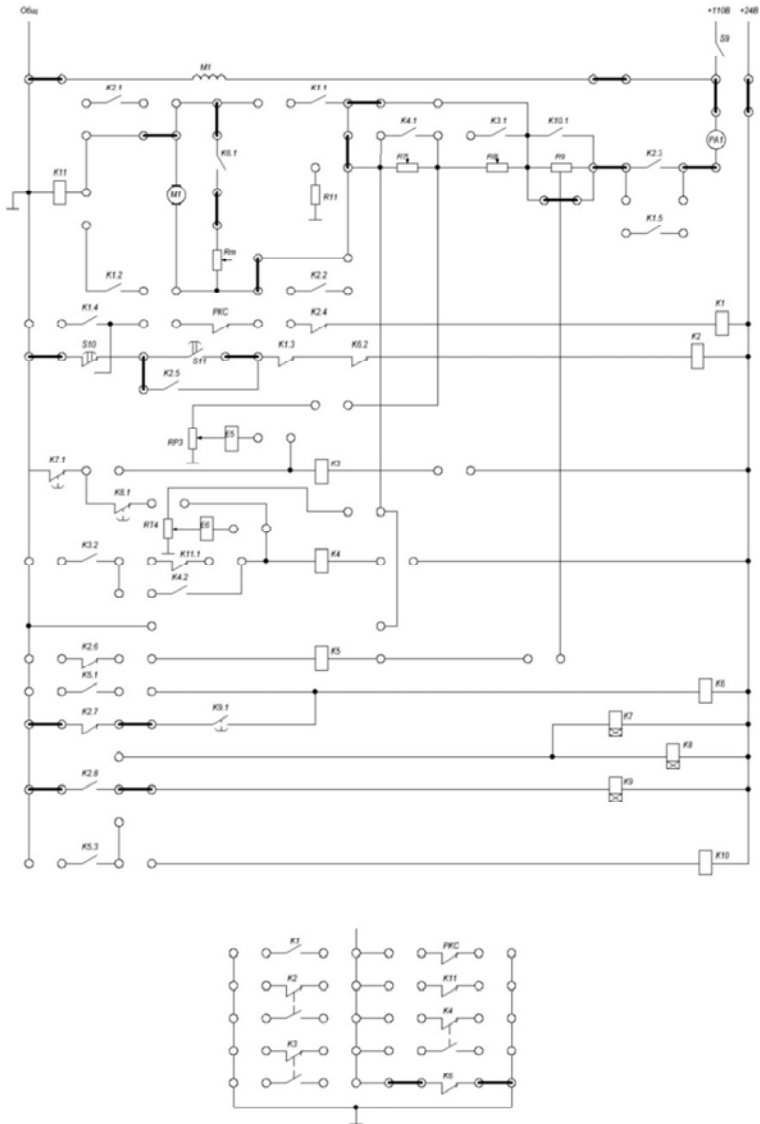 Общ
+110В +24В
S9
M1
K2.1
K1.1
K4.1
K3.1
K10.1
PA1
K6.1
K11
R8
R9
K2.3
M1
R11
K1.5
Rт
K1.2
K2.2
K1.4
РКС
K2.4
K1
S10
S11
K1.3
K6.2
K2
K2.5
RP3
E5
K7.1
K3
K8.1
RT4
E6
K3.2
K11.1
K4
K4.2
K2.6
K5
K5.1
K6
K2.7
K9.1
K7
K8
K2.8
K9
K5.3
K10
K1
РКС
K2
K11
K4
K3
K6